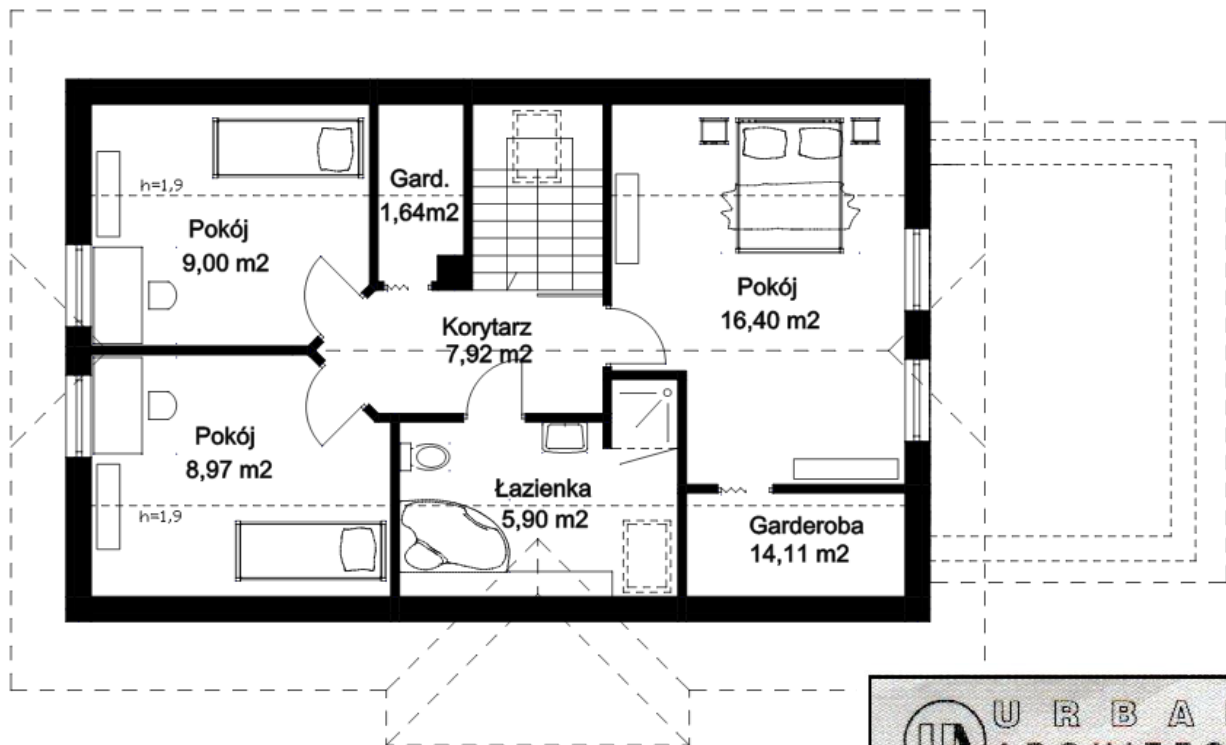 Gard.
1,64m2
h=1,9
Pokój
9,00 m2
Pokój
16,40 m2
Korytarz
7,92 m2
Pokój
8,97 m2
h=1,9
Łazienka
5,90 m2
Garderoba
14,11 m2
URBA